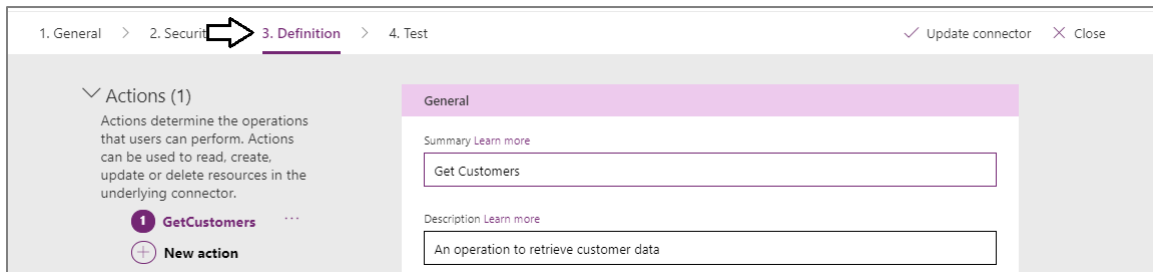 1. General > 2. Securit 3. Definition > 4. Test Update connector Close
Actions (1)
Actions determine the operations
that users can perform. Actions
can be used to read, create,
update or delete resources in the
underlying connector.
1 GetCustomers ...
New action
General
Summary Learn more
Get Customers
Description Learn more
An operation to retrieve customer data